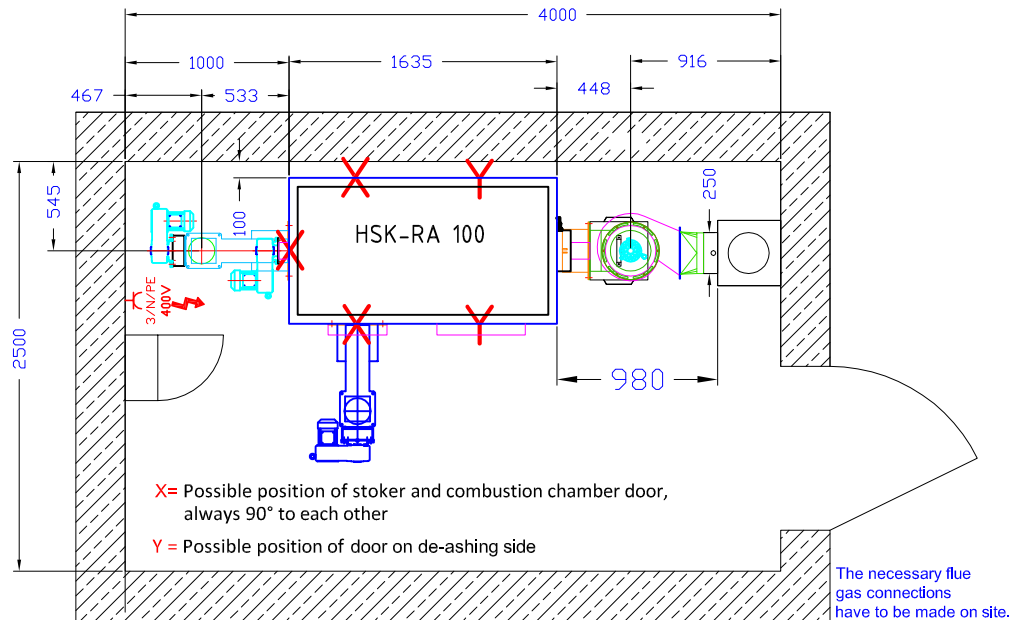 4000
1000
1635
916
467
533
448
545
100
250
HSK-RA 100
3/N/PE
400V
2500
980
X= Possible position of stoker and combustion chamber door,
always 90° to each other
Y = Possible position of door on de-ashing side
The necessary flue
gas connections
have to be made on site.
X
Y
X
X
Y